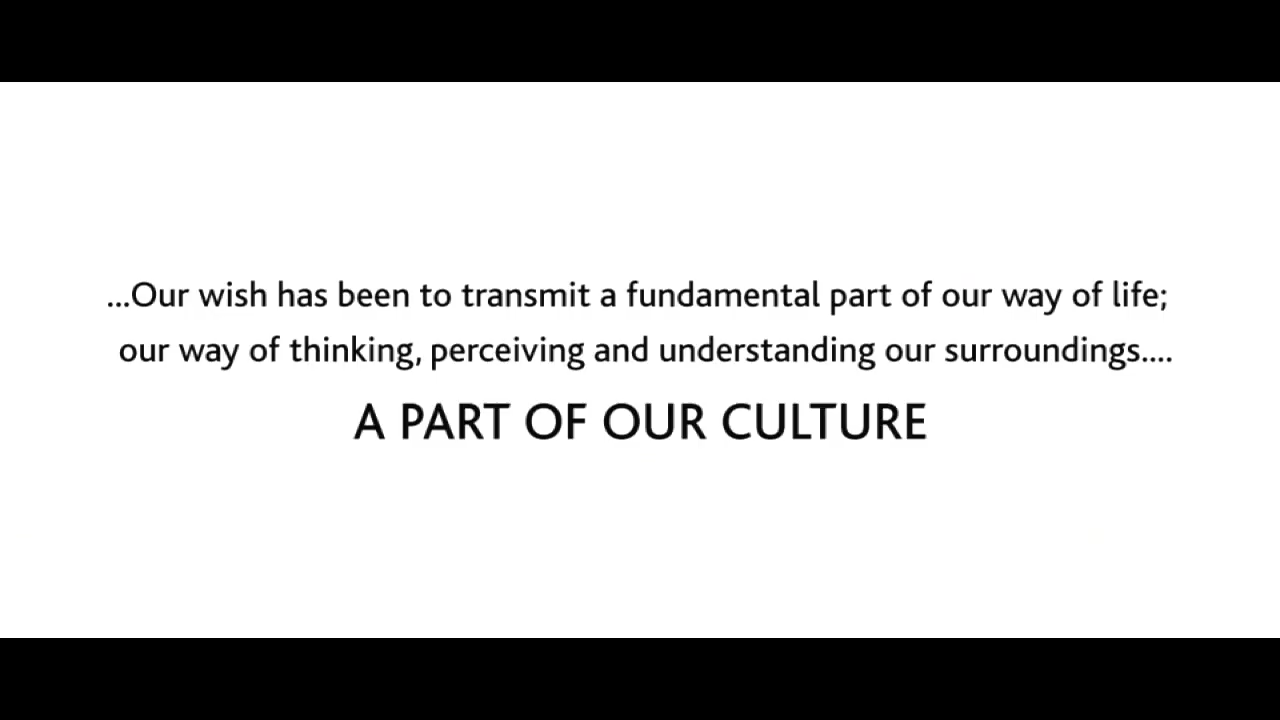 ...Our wish has been to transmit a fundamental part of our way of life;
our way of thinking, perceiving and understanding our surroundings....
A PART OF OUR CULTURE